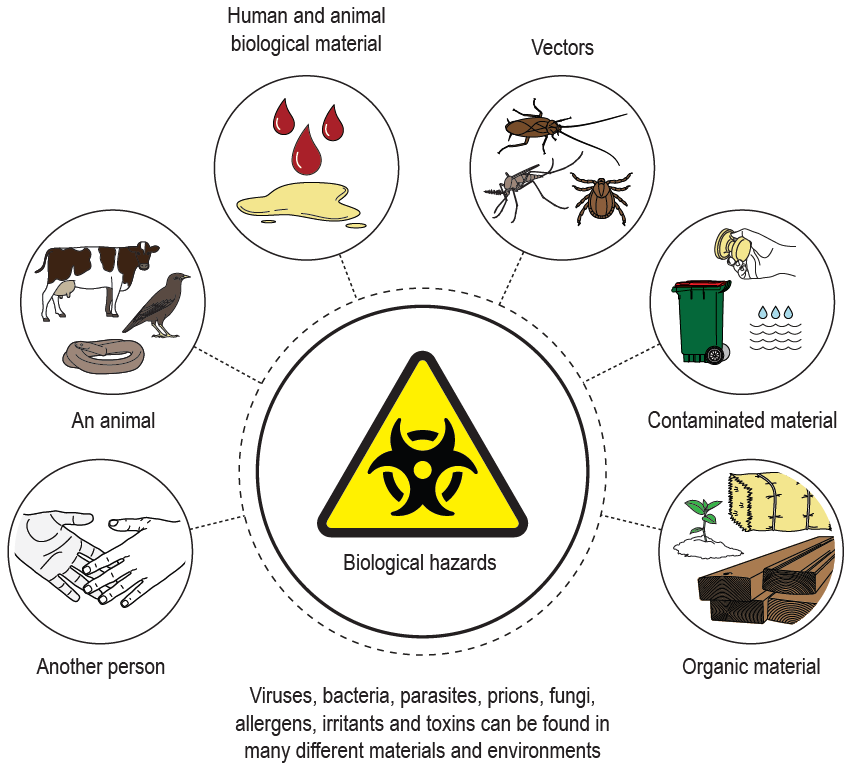 Human and animal
biological material
Vectors
An animal
Contaminated material
Another person
Biological hazards
Organic material
Viruses, bacteria, parasites, prions, fungi,
allergens, irritants and toxins can be found in
many different materials and environments